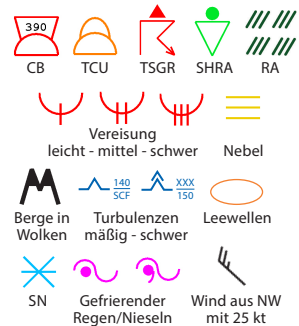 390
CB TCU TSGR SHRA RA
Vereisung
leicht - mittel - schwer Nebel
140 XXX
SCF 150
Berge in Turbulenzen Leewellen
Wolken mäßig - schwer
SN Gefrierender Wind aus NW
Regen/Nieseln mit 25 kt